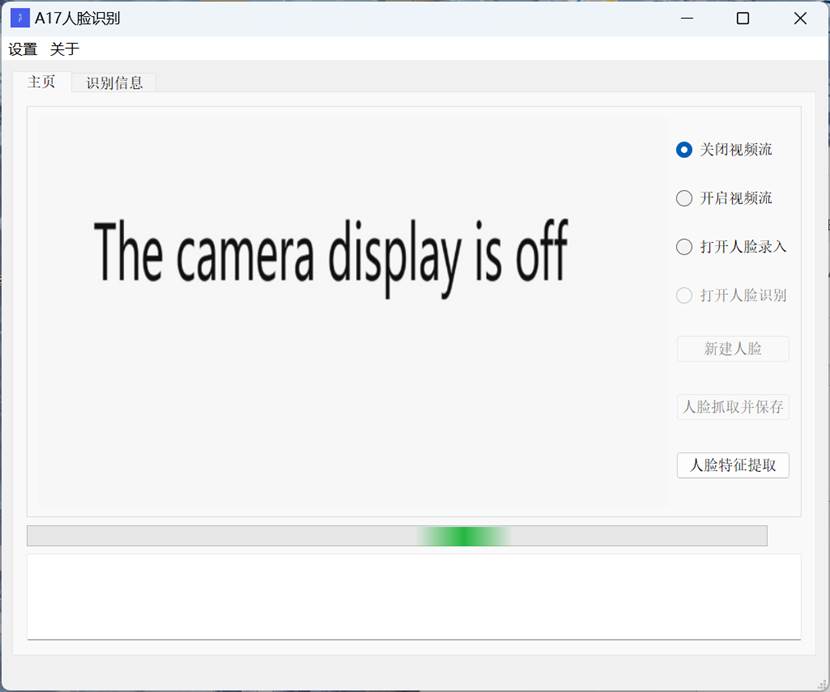 A17人脸识别
设置 关于
主页 识别信息
The camera display is off
关闭视频流
开启视频流
打开人脸录入
打开人脸识别
新建人脸
人脸抓取并保存
人脸特征提取